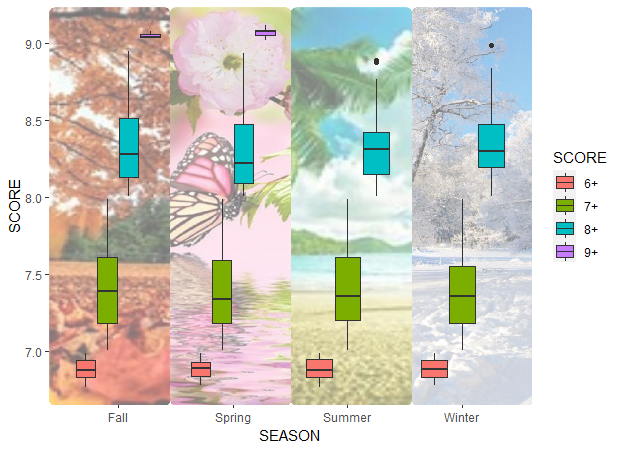 SCORE
9.0
8.5
8.0
7.5
7.0
Fall
Spring
Summer
Winter
SEASON
SCORE
6+
7+
8+
9+